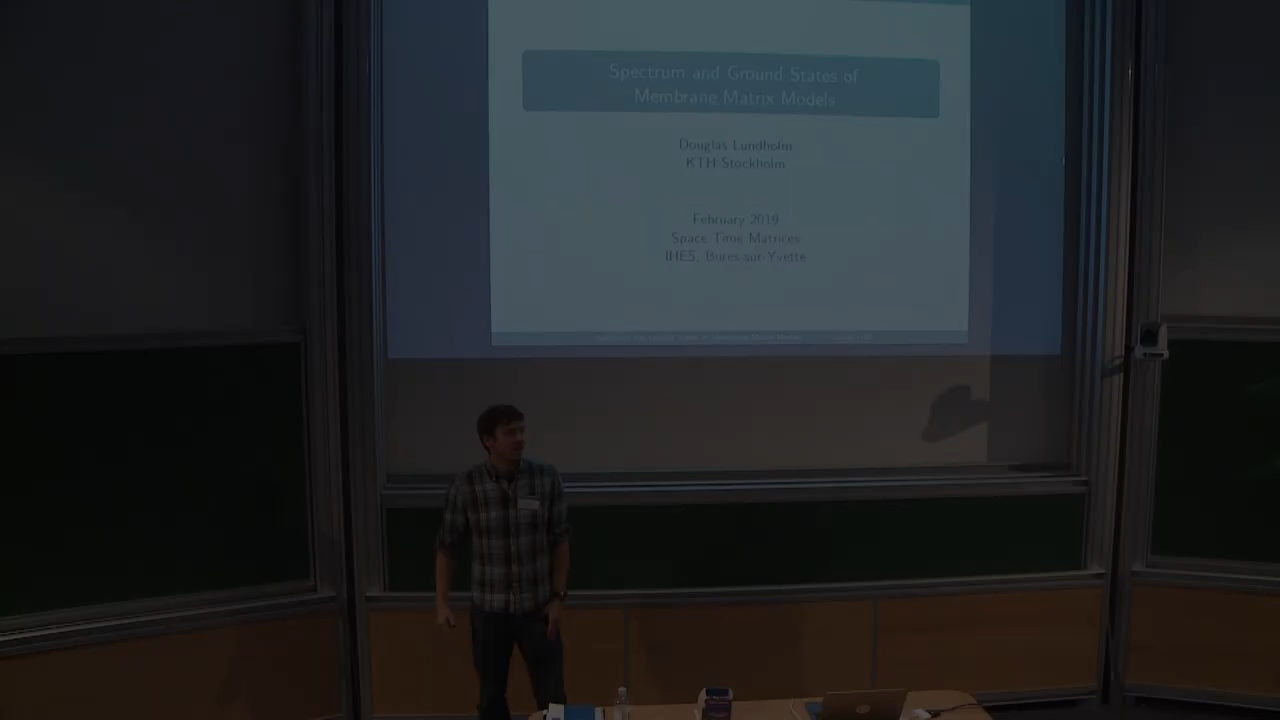 Spectrum and Ground States of
Membrane Matrix Models
Douglas Lundholm
KTH Stockholm
February 2019
Space Time Matrices
IHES, Bures-sur-Yvette